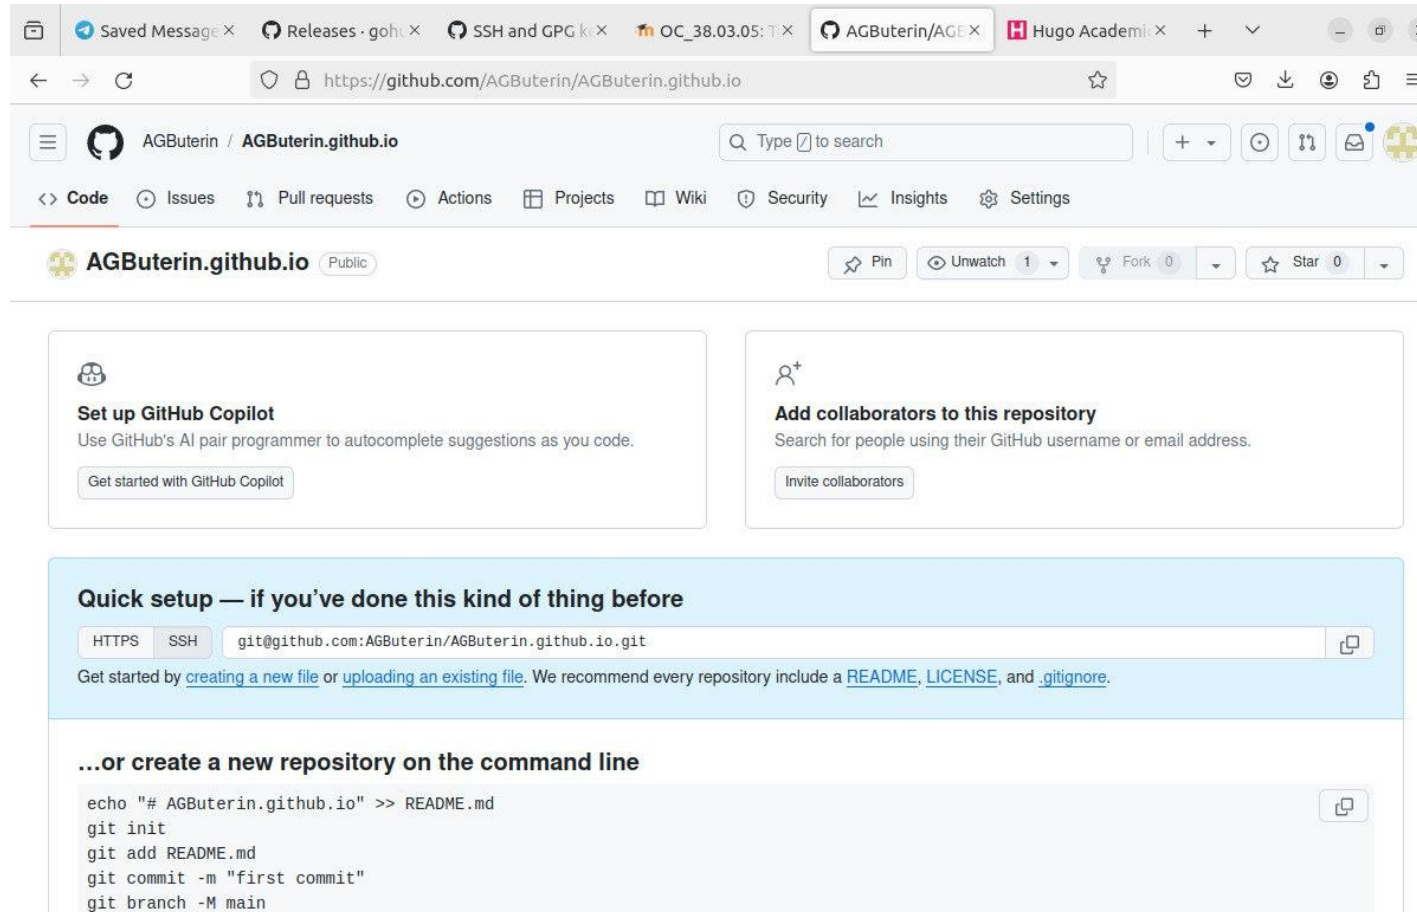 Saved Message Releases · goh SSH and GPG k OC_38.03.05: T AGButerin/AGB Hugo Academi
https://github.com/AGButerin/AGButerin.github.io
AGButerin / AGButerin.github.io Type / to search
Code Issues Pull requests Actions Projects Wiki Security Insights Settings
AGButerin.github.io Public Pin Unwatch 1 Fork 0 Star 0
Set up GitHub Copilot
Use GitHub's AI pair programmer to autocomplete suggestions as you code.
Get started with GitHub Copilot
Add collaborators to this repository
Search for people using their GitHub username or email address.
Invite collaborators
Quick setup — if you’ve done this kind of thing before
HTTPS SSH git@github.com:AGButerin/AGButerin.github.io.git
Get started by creating a new file or uploading an existing file. We recommend every repository include a README, LICENSE, and .gitignore.
…or create a new repository on the command line
echo "# AGButerin.github.io" >> README.md
git init
git add README.md
git commit -m "first commit"
git branch -M main